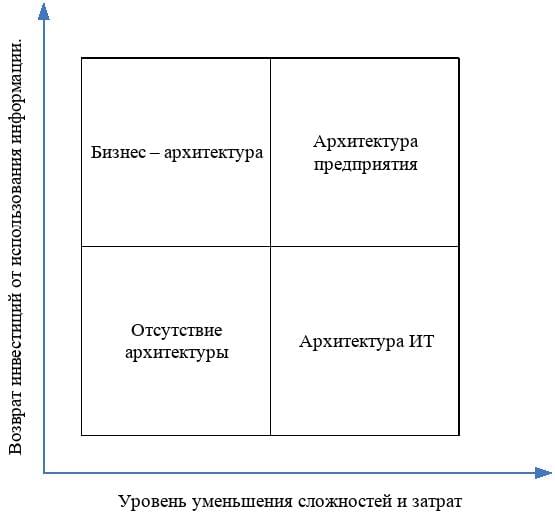 Возврат инвестиций от использования информации.
Бизнес – архитектура
Архитектура
предприятия
Отсутствие
архитектуры
Архитектура ИТ
Уровень уменьшения сложностей и затрат